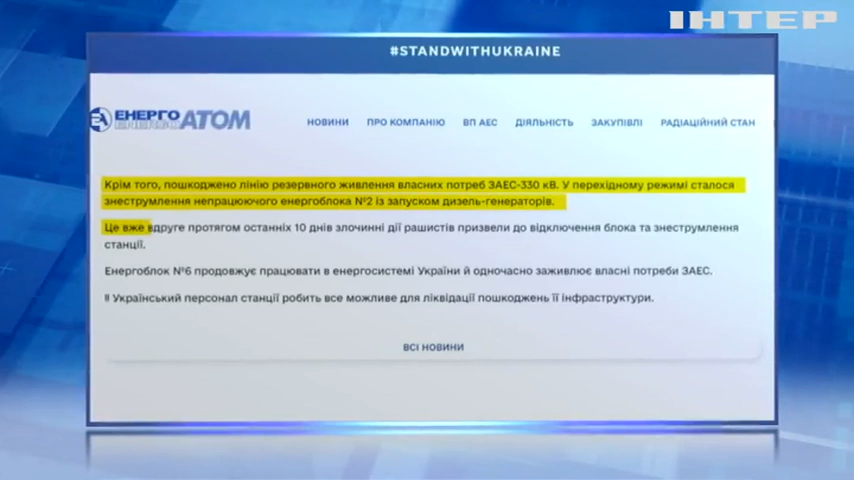 ІНТЕР
#STANDWITHUKRAINE
ЕНЕРГОАТОМ
НОВИНИ ПРО КОМПАНІЮ ВП АЕС ДІЯЛЬНІСТЬ ЗАКУПІВЛІ РАДІАЦІЙНИЙ СТАН
Крім того, пошкоджено лінію резервного живлення власних потреб ЗАЕС-330 кВ. У перехідному режимі сталося
знеструмлення непрацюючого енергоблока №2 із запуском дизель-генераторів.
Це вже вдруге протягом останніх 10 днів злочинні дії рашистів призвели до відключення блока та знеструмлення
станції.
Енергоблок №6 продовжує працювати в енергосистемі України й одночасно заживлює власні потреби ЗАЕС.
‼ Український персонал станції робить все можливе для ліквідації пошкоджень її інфраструктури.
ВСІ НОВИНИ